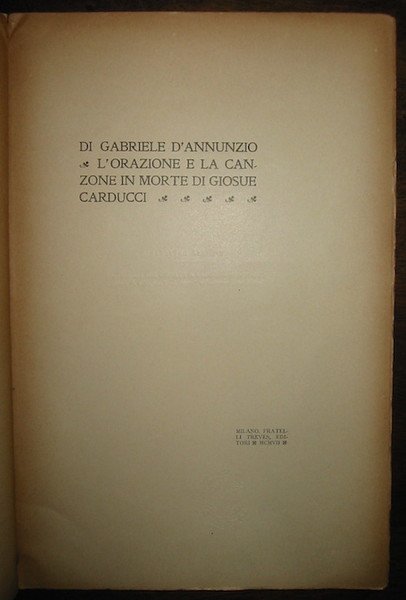 DI GABRIELE D'ANNUNZIO
L'ORAZIONE E LA CAN-
ZONE IN MORTE DI GIOSUE
CARDUCCI
MILANO, FRATEL-
LI TREVES, EDI-
TORI MCMVII